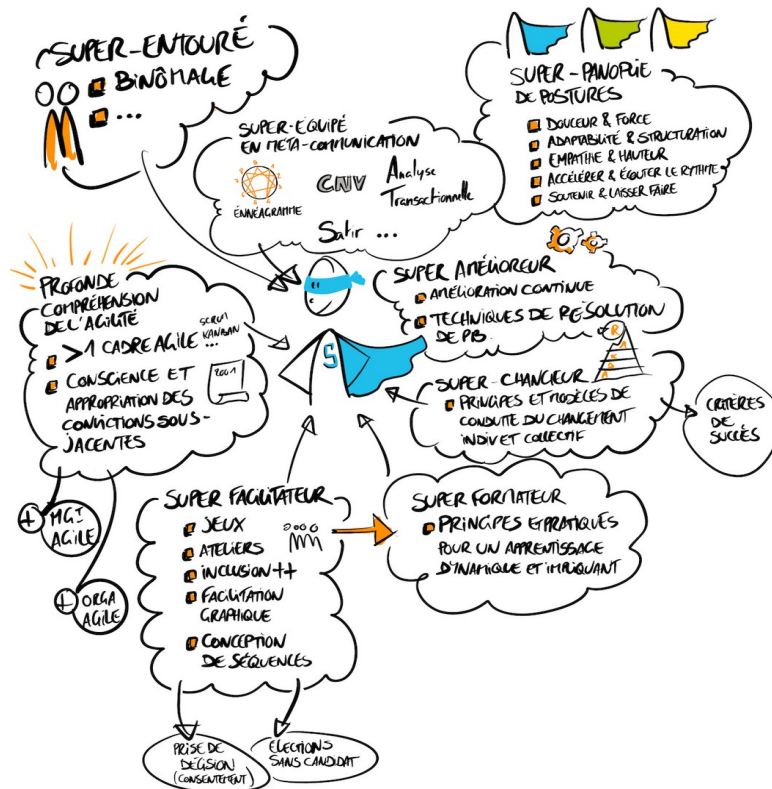 SUPER-ENTOURÉ
BINÔMAGE
...
SUPER-PANOPLIE
DE POSTURES
DOUCEUR & FORCE
ADAPTABILITÉ & STRUCTURATION
EMPATHIE & HAUTEUR
ACCÉLÉRER & ÉCOUTER LE RYTHME
SOUTENIR & LAISSER FAIRE
SUPER-ÉQUIPÉ
EN META-COMMUNICATION
ENNÉAGRAMME
CNV
Analyse
Transactionnelle
Satir ...
PROFONDE
COMPRÉHENSION
DE L'AGILITÉ
>1 CADRE AGILE
SCRUM
KANBAN
...
CONSCIENCE ET
APPROPRIATION DES
CONVICTIONS SOUS-
JACENTES
2001
+ MGT
AGILE
+ ORGA
AGILE
SUPER AMÉLIOREUR
AMÉLIORATION CONTINUE
TECHNIQUES DE RÉSOLUTION
DE PB.
S
SUPER-CHANGEUR
PRINCIPES ET MODÈLES DE
CONDUITE DU CHANGEMENT
INDIV ET COLLECTIF
R
A
K
D
A
CRITÈRES
DE
SUCCÈS
SUPER FACILITATEUR
JEUX
ATELIERS
INCLUSION++
FACILITATION
GRAPHIQUE
CONCEPTION
DE SÉQUENCES
SUPER FORMATEUR
PRINCIPES ET PRATIQUES
POUR UN APPRENTISSAGE
DYNAMIQUE ET IMPLIQUANT
PRISE DE
DÉCISION
(CONSENTEMENT)
ELECTIONS
SANS CANDIDAT